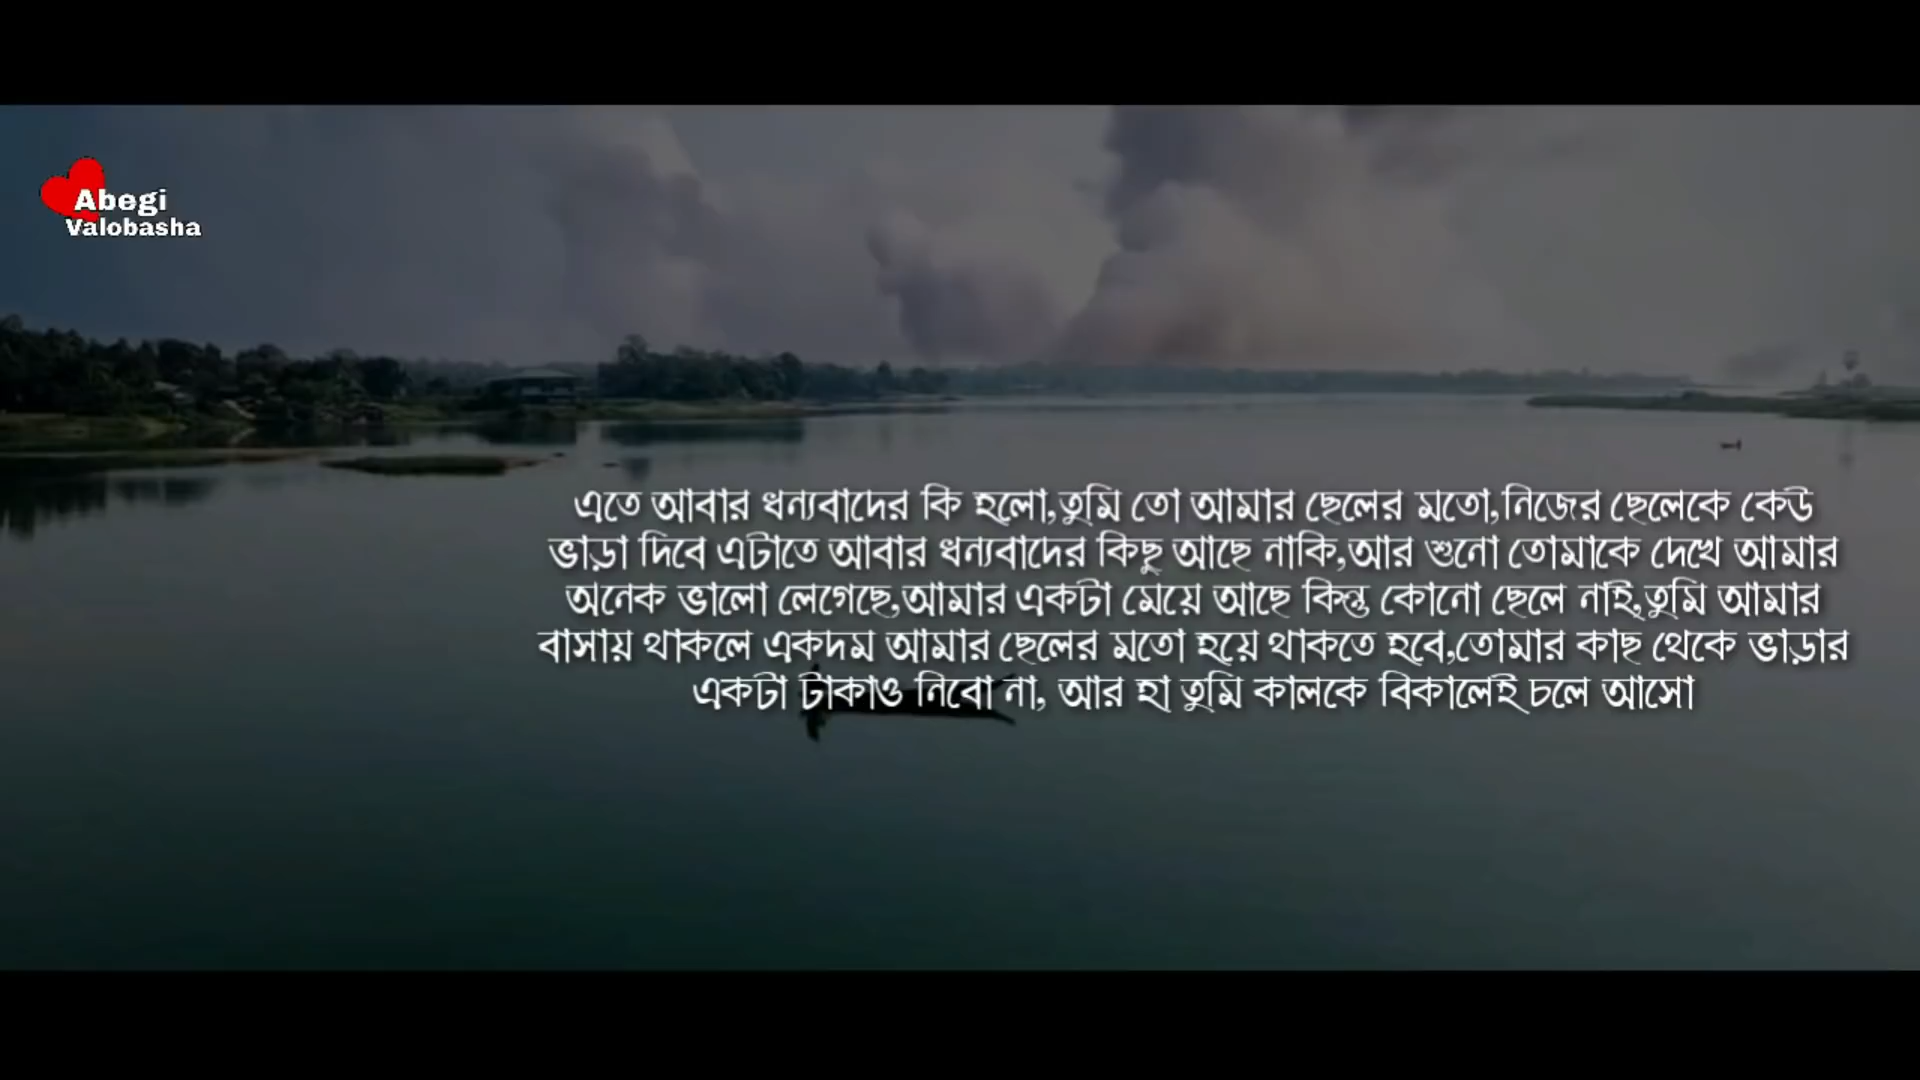 Abegi
Valobasha
এতে আবার ধন্যবাদের কি হলো,তুমি তো আমার ছেলের মতো,নিজের ছেলেকে কেউ
ভাড়া দিবে এটাতে আবার ধন্যবাদের কিছু আছে নাকি,আর শুনো তোমাকে দেখে আমার
অনেক ভালো লেগেছে,আমার একটা মেয়ে আছে কিন্তু কোনো ছেলে নাই,তুমি আমার
বাসায় থাকলে একদম আমার ছেলের মতো হয়ে থাকতে হবে,তোমার কাছ থেকে ভাড়ার
একটা টাকাও নিবো না, আর হা তুমি কালকে বিকালেই চলে আসো